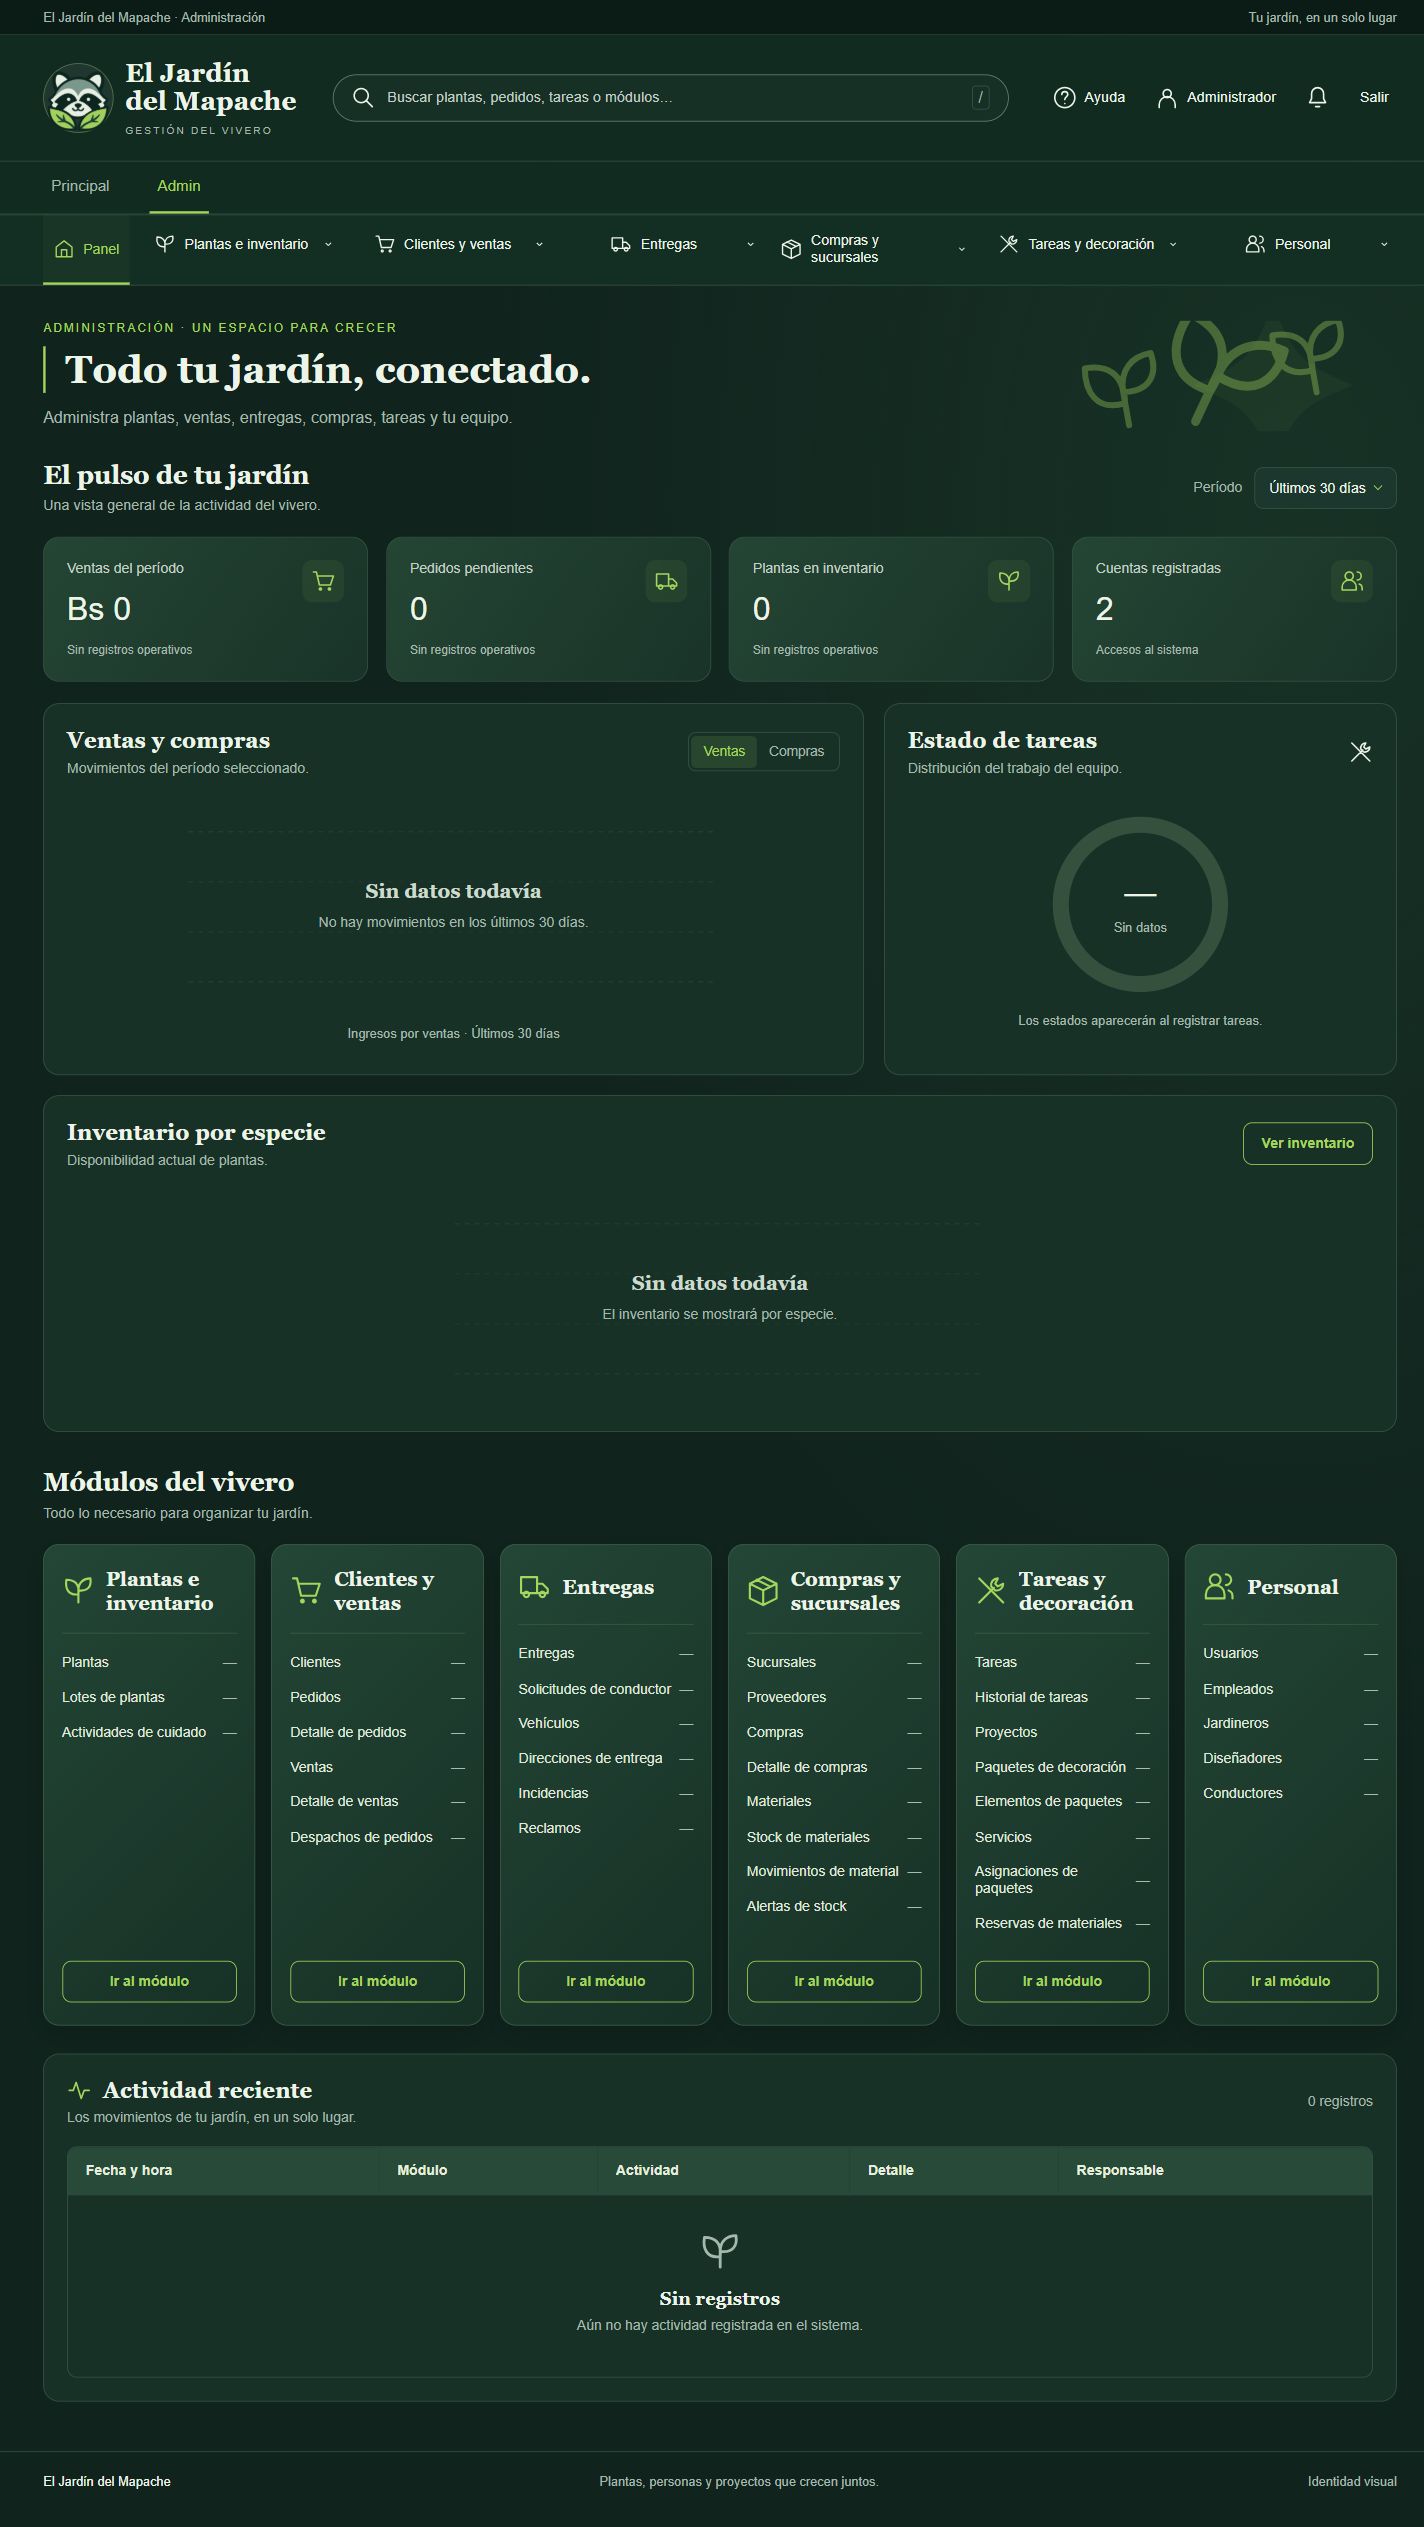 El Jardín del Mapache · Administración
Tu jardín, en un solo lugar
El Jardín
del Mapache
GESTIÓN DEL VIVERO
Buscar plantas, pedidos, tareas o módulos...
/
Ayuda
Administrador
Salir
Principal
Admin
Panel
Plantas e inventario
Clientes y ventas
Entregas
Compras y
sucursales
Tareas y decoración
Personal
ADMINISTRACIÓN · UN ESPACIO PARA CRECER
Todo tu jardín, conectado.
Administra plantas, ventas, entregas, compras, tareas y tu equipo.
El pulso de tu jardín
Una vista general de la actividad del vivero.
Período
Últimos 30 días
Ventas del período
Bs 0
Sin registros operativos
Pedidos pendientes
0
Sin registros operativos
Plantas en inventario
0
Sin registros operativos
Cuentas registradas
2
Accesos al sistema
Ventas y compras
Movimientos del período seleccionado.
Ventas
Compras
Sin datos todavía
No hay movimientos en los últimos 30 días.
Ingresos por ventas · Últimos 30 días
Estado de tareas
Distribución del trabajo del equipo.
—
Sin datos
Los estados aparecerán al registrar tareas.
Inventario por especie
Disponibilidad actual de plantas.
Ver inventario
Sin datos todavía
El inventario se mostrará por especie.
Módulos del vivero
Todo lo necesario para organizar tu jardín.
Plantas e
inventario
Plantas —
Lotes de plantas —
Actividades de cuidado —
Ir al módulo
Clientes y
ventas
Clientes —
Pedidos —
Detalle de pedidos —
Ventas —
Detalle de ventas —
Despachos de pedidos —
Ir al módulo
Entregas
Entregas —
Solicitudes de conductor —
Vehículos —
Direcciones de entrega —
Incidencias —
Reclamos —
Ir al módulo
Compras y
sucursales
Sucursales —
Proveedores —
Compras —
Detalle de compras —
Materiales —
Stock de materiales —
Movimientos de material —
Alertas de stock —
Ir al módulo
Tareas y
decoración
Tareas —
Historial de tareas —
Proyectos —
Paquetes de decoración —
Elementos de paquetes —
Servicios —
Asignaciones de
paquetes —
Reservas de materiales —
Ir al módulo
Personal
Usuarios —
Empleados —
Jardineros —
Diseñadores —
Conductores —
Ir al módulo
Actividad reciente
Los movimientos de tu jardín, en un solo lugar.
0 registros
Fecha y hora
Módulo
Actividad
Detalle
Responsable
Sin registros
Aún no hay actividad registrada en el sistema.
El Jardín del Mapache
Plantas, personas y proyectos que crecen juntos.
Identidad visual